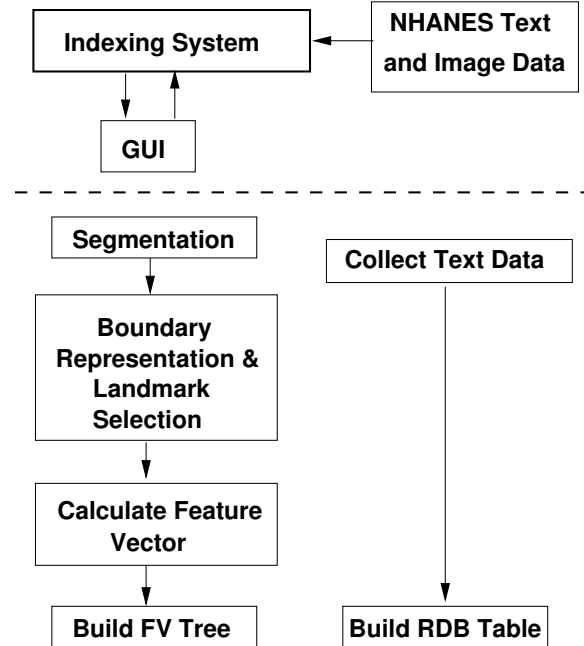 Indexing System
NHANES Text
and Image Data
GUI
Segmentation
Collect Text Data
Boundary
Representation &
Landmark
Selection
Calculate Feature
Vector
Build FV Tree
Build RDB Table